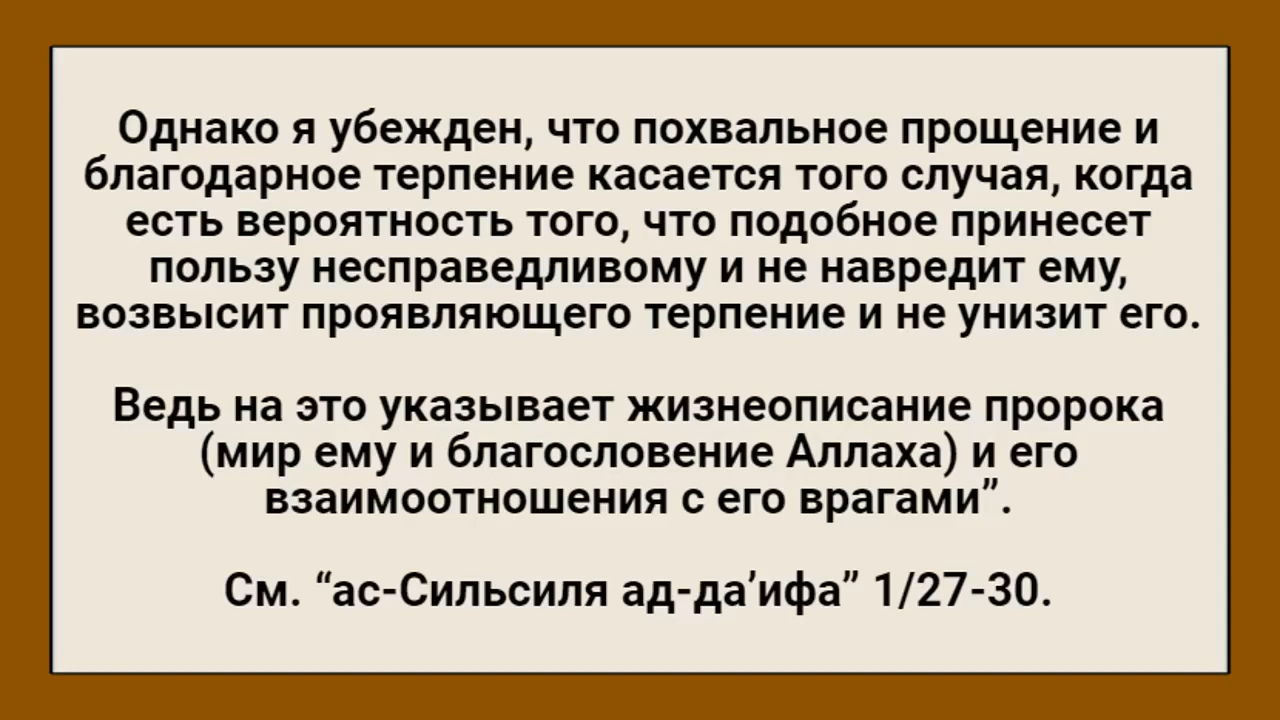 Однако я убежден, что похвальное прощение и
благодарное терпение касается того случая, когда
есть вероятность того, что подобное принесет
пользу несправедливому и не навредит ему,
возвысит проявляющего терпение и не унизит его.
Ведь на это указывает жизнеописание пророка
(мир ему и благословение Аллаха) и его
взаимоотношения с его врагами”.
См. “ас-Сильсиля ад-да’ифа” 1/27-30.